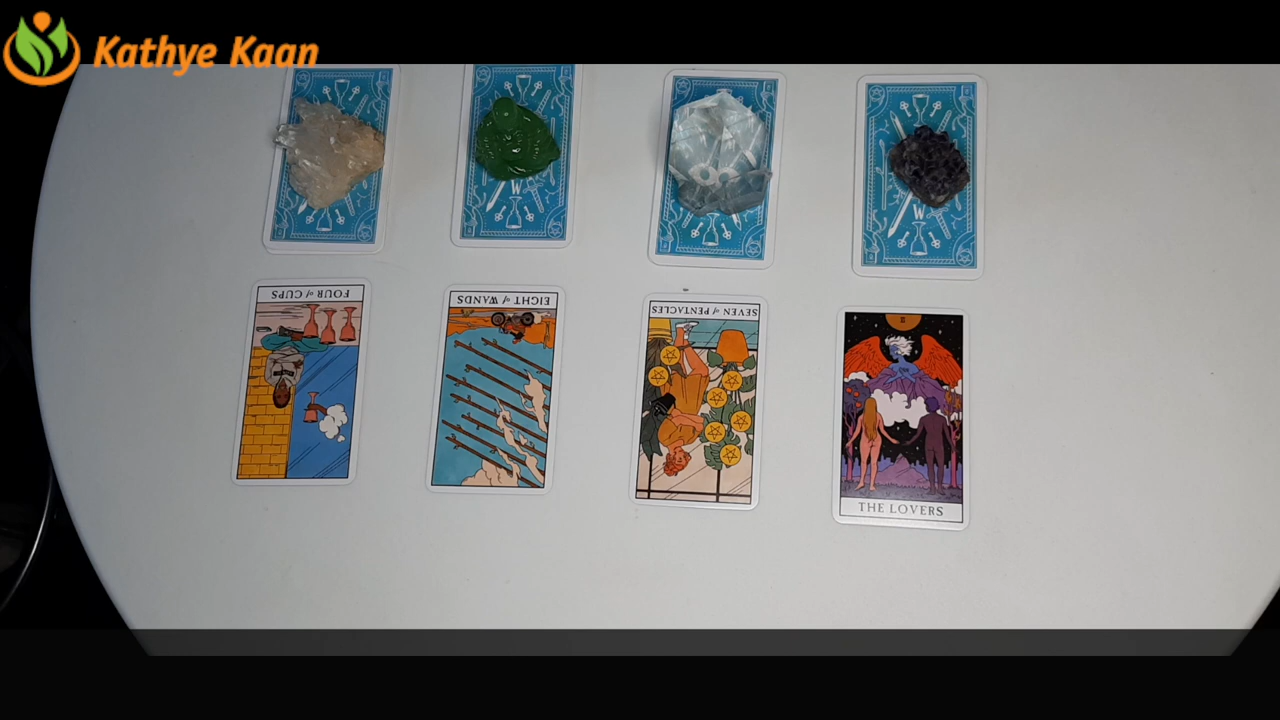 Kathye Kaan
W
W
FOUR of CUPS
EIGHT of WANDS
SEVEN of PENTACLES
THE LOVERS